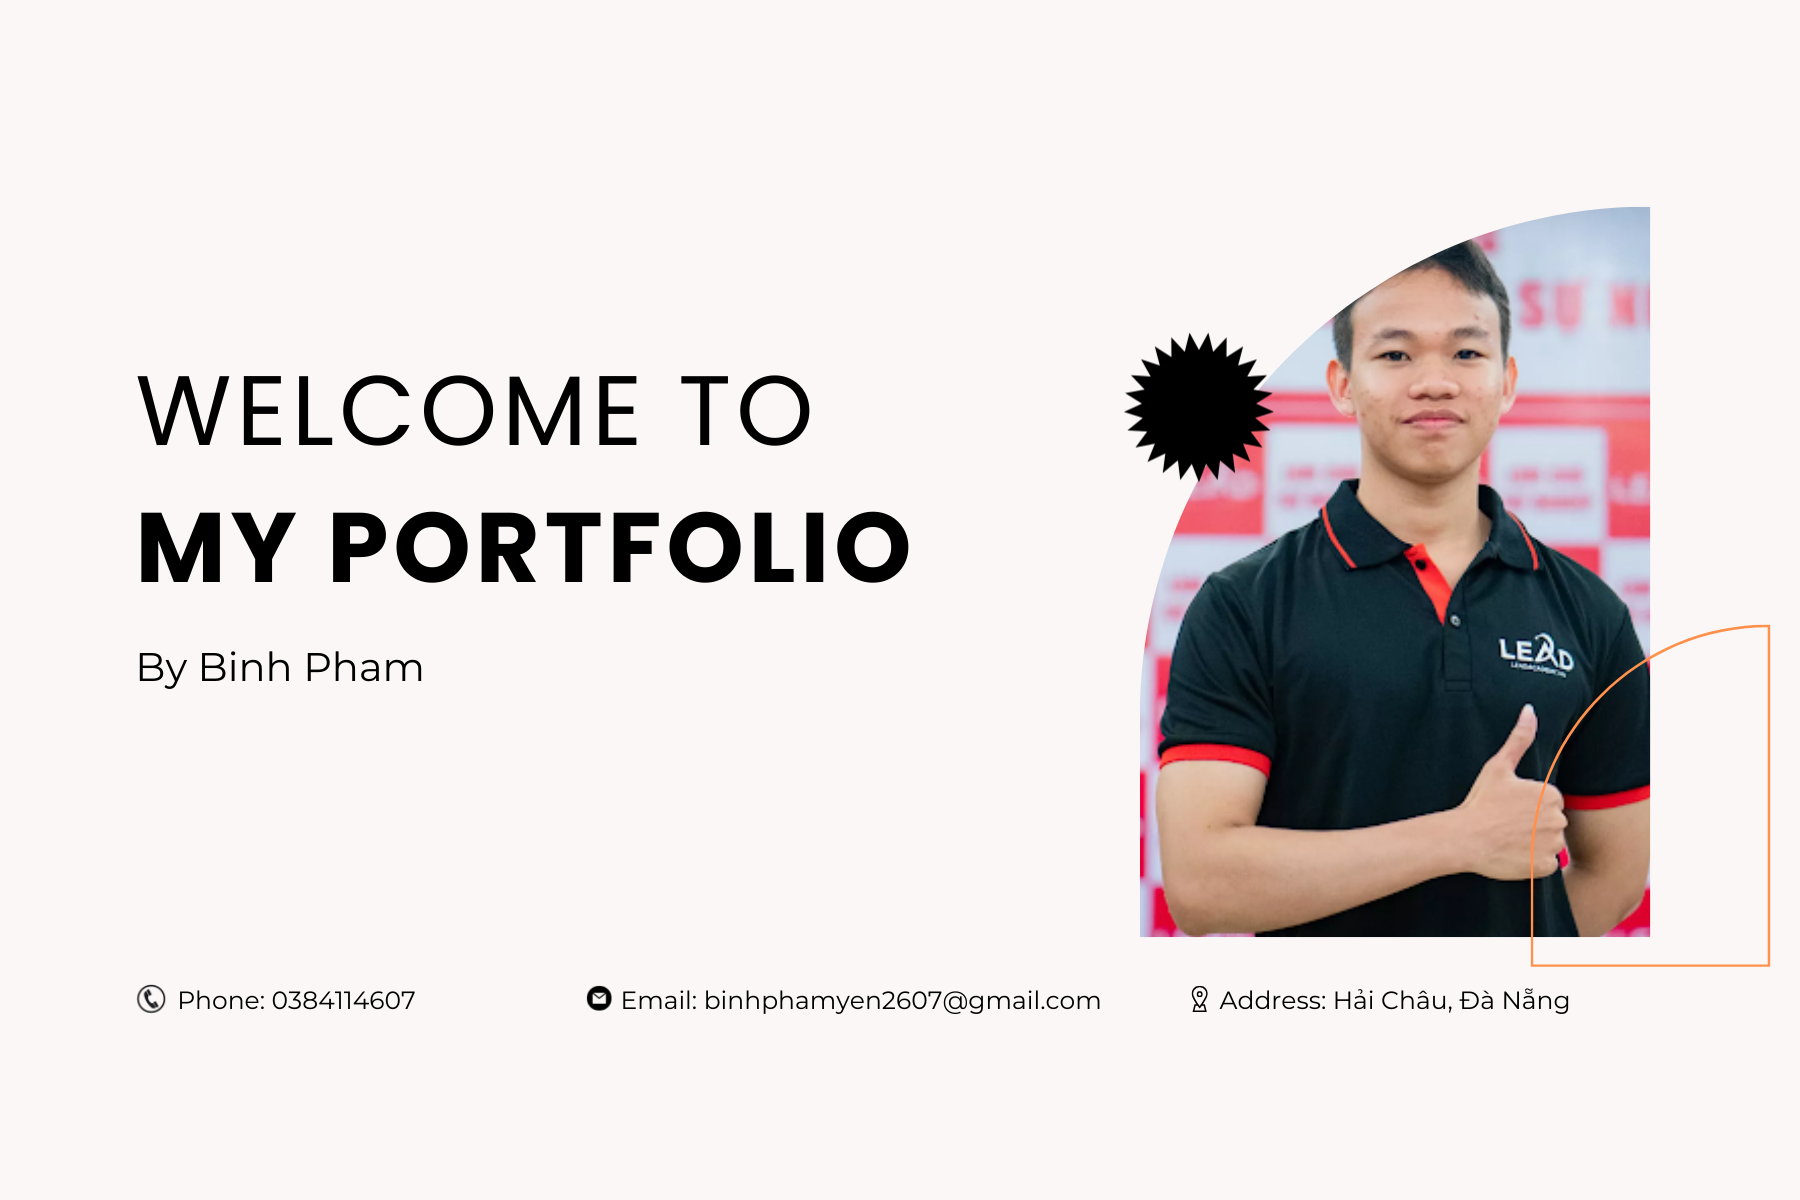 WELCOME TO
MY PORTFOLIO
By Binh Pham
SỰ
LEAD
Phone: 0384114607
Email: binhphamyen2607@gmail.com
Address: Hải Châu, Đà Nẵng